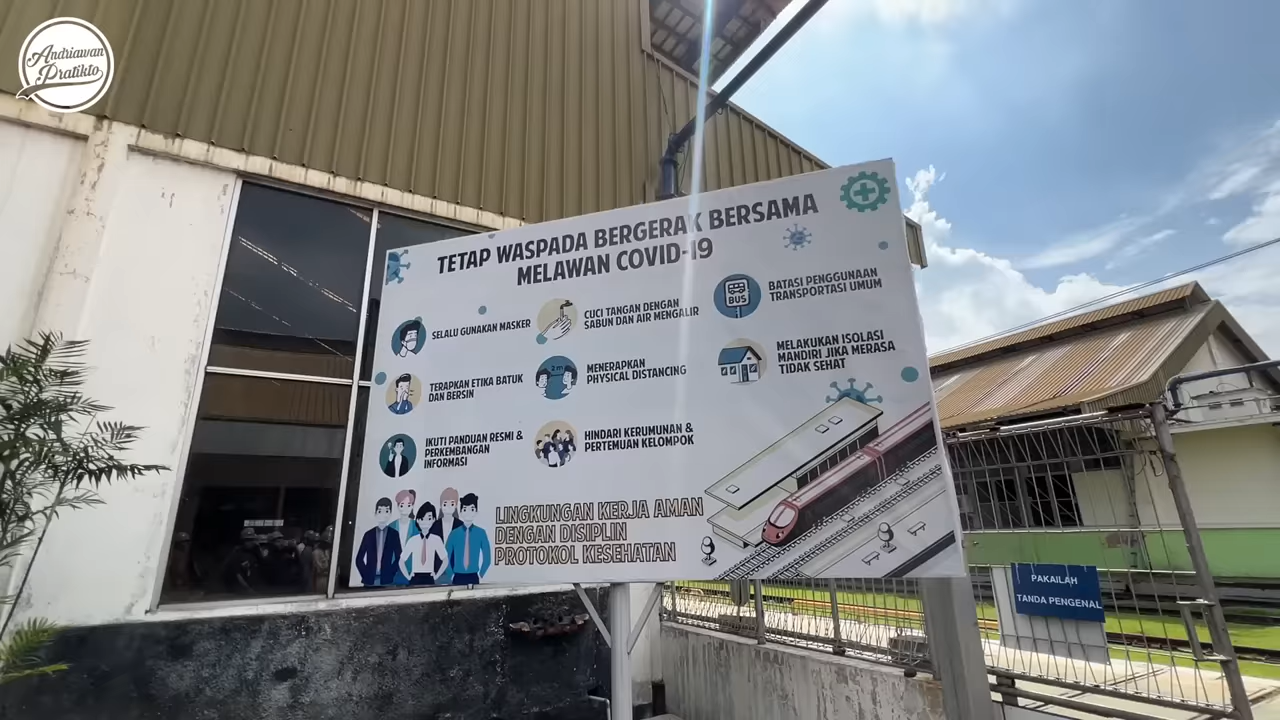 Andriawan
Pratikto
TETAP WASPADA BERGERAK BERSAMA
MELAWAN COVID-19
SELALU GUNAKAN MASKER
TERAPKAN ETIKA BATUK
DAN BERSIN
IKUTI PANDUAN RESMI &
PERKEMBANGAN
INFORMASI
CUCI TANGAN DENGAN
SABUN DAN AIR MENGALIR
2 m
MENERAPKAN
PHYSICAL DISTANCING
HINDARI KERUMUNAN &
PERTEMUAN KELOMPOK
BUS
BATASI PENGGUNAAN
TRANSPORTASI UMUM
MELAKUKAN ISOLASI
MANDIRI JIKA MERASA
TIDAK SEHAT
LINGKUNGAN KERJA AMAN
DENGAN DISIPLIN
PROTOKOL KESEHATAN
PAKAILAH
TANDA PENGENAL